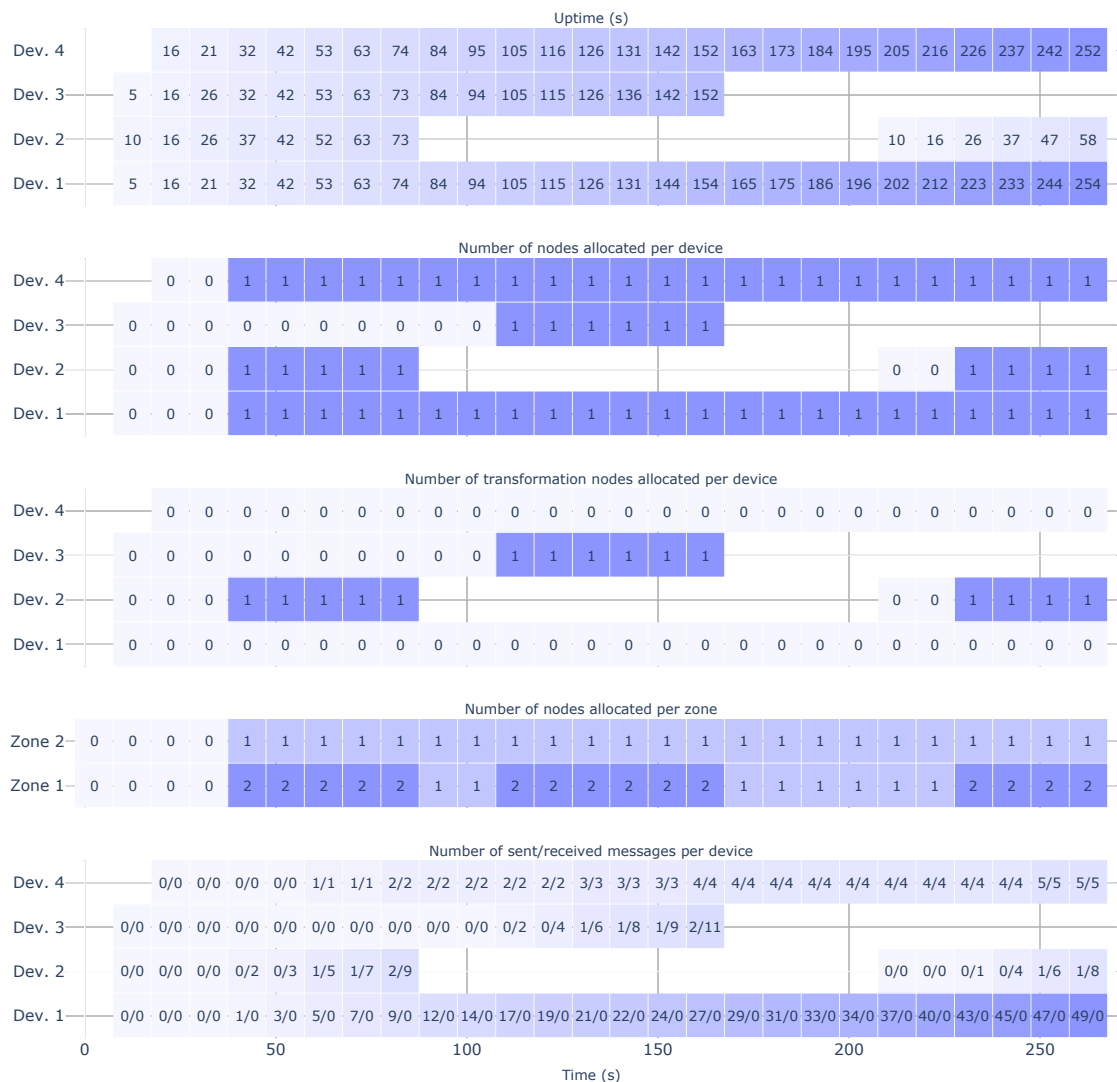 Uptime (s)
Dev. 4 16 21 32 42 53 63 74 84 95 105 116 126 131 142 152 163 173 184 195 205 216 226 237 242 252
Dev. 3 5 16 26 32 42 53 63 73 84 94 105 115 126 136 142 152
Dev. 2 10 16 26 37 42 52 63 73 10 16 26 37 47 58
Dev. 1 5 16 21 32 42 53 63 74 84 94 105 115 126 131 144 154 165 175 186 196 202 212 223 233 244 254
Number of nodes allocated per device
Dev. 4 0 0 1 1 1 1 1 1 1 1 1 1 1 1 1 1 1 1 1 1 1 1 1 1 1
Dev. 3 0 0 0 0 0 0 0 0 0 0 1 1 1 1 1 1
Dev. 2 0 0 0 1 1 1 1 1 0 0 1 1 1 1
Dev. 1 0 0 0 1 1 1 1 1 1 1 1 1 1 1 1 1 1 1 1 1 1 1 1 1 1 1
Number of transformation nodes allocated per device
Dev. 4 0 0 0 0 0 0 0 0 0 0 0 0 0 0 0 0 0 0 0 0 0 0 0 0 0
Dev. 3 0 0 0 0 0 0 0 0 0 0 1 1 1 1 1 1
Dev. 2 0 0 0 1 1 1 1 1 0 0 1 1 1 1
Dev. 1 0 0 0 0 0 0 0 0 0 0 0 0 0 0 0 0 0 0 0 0 0 0 0 0 0 0
Number of nodes allocated per zone
Zone 2 0 0 0 0 1 1 1 1 1 1 1 1 1 1 1 1 1 1 1 1 1 1 1 1 1 1 1
Zone 1 0 0 0 0 2 2 2 2 2 1 1 2 2 2 2 2 2 1 1 1 1 1 1 2 2 2 2
Number of sent/received messages per device
Dev. 4 0/0 0/0 0/0 0/0 1/1 1/1 2/2 2/2 2/2 2/2 2/2 3/3 3/3 3/3 4/4 4/4 4/4 4/4 4/4 4/4 4/4 4/4 4/4 5/5 5/5
Dev. 3 0/0 0/0 0/0 0/0 0/0 0/0 0/0 0/0 0/0 0/0 0/2 0/4 1/6 1/8 1/9 2/11
Dev. 2 0/0 0/0 0/0 0/2 0/3 1/5 1/7 2/9 0/0 0/0 0/1 0/4 1/6 1/8
Dev. 1 0/0 0/0 0/0 1/0 3/0 5/0 7/0 9/0 12/0 14/0 17/0 19/0 21/0 22/0 24/0 27/0 29/0 31/0 33/0 34/0 37/0 40/0 43/0 45/0 47/0 49/0
0 50 100 150 200 250
Time (s)